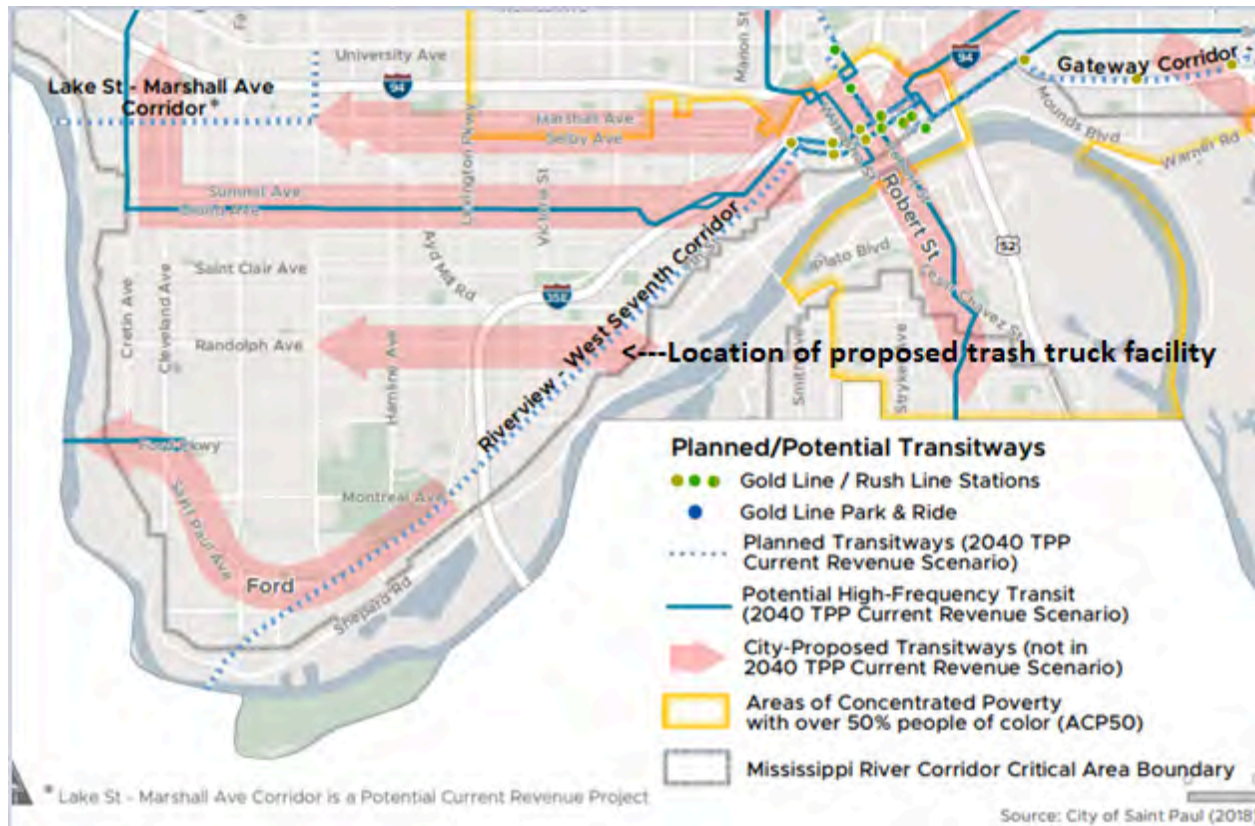 University Ave
94
Lake St - Marshall Ave
Corridor*
Marshall Ave
Selby Ave
Marion St
94
Gateway Corridor
Mounds Blvd
Warner Rd
Lexington Pkwy
Victoria St
Summit Ave
Grand Ave
Robert St
52
Plato Blvd
Cesar Chavez St
Cretin Ave
Cleveland Ave
Saint Clair Ave
Ayd Mill Rd
35E
Riverview - West Seventh Corridor
Randolph Ave
Hamline Ave
<---Location of proposed trash truck facility
Smith Ave
Stryker Ave
Ford Pkwy
Saint Paul Ave
Montreal Ave
Ford
Shepard Rd
Planned/Potential Transitways
Gold Line / Rush Line Stations
Gold Line Park & Ride
Planned Transitways (2040 TPP
Current Revenue Scenario)
Potential High-Frequency Transit
(2040 TPP Current Revenue Scenario)
City-Proposed Transitways (not in
2040 TPP Current Revenue Scenario)
Areas of Concentrated Poverty
with over 50% people of color (ACP50)
Mississippi River Corridor Critical Area Boundary
* Lake St - Marshall Ave Corridor is a Potential Current Revenue Project
0
Source: City of Saint Paul (2018)